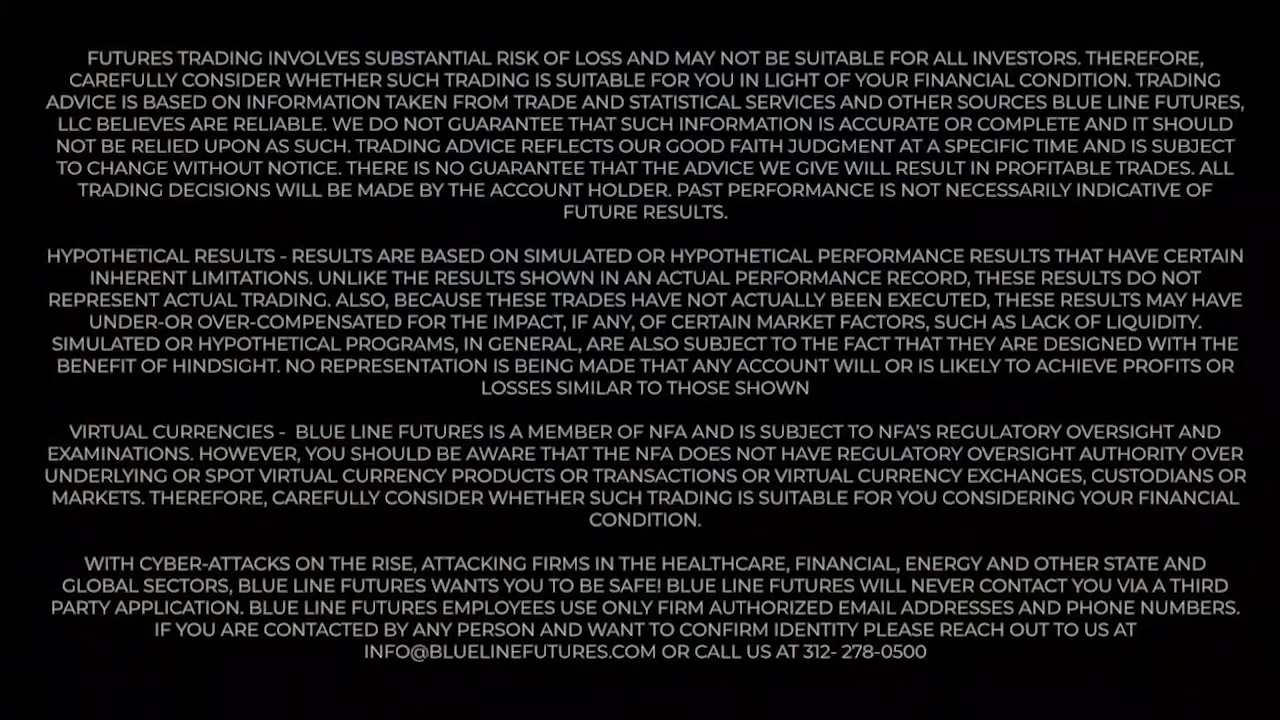 FUTURES TRADING INVOLVES SUBSTANTIAL RISK OF LOSS AND MAY NOT BE SUITABLE FOR ALL INVESTORS. THEREFORE,
CAREFULLY CONSIDER WHETHER SUCH TRADING IS SUITABLE FOR YOU IN LIGHT OF YOUR FINANCIAL CONDITION. TRADING
ADVICE IS BASED ON INFORMATION TAKEN FROM TRADE AND STATISTICAL SERVICES AND OTHER SOURCES BLUE LINE FUTURES,
LLC BELIEVES ARE RELIABLE. WE DO NOT GUARANTEE THAT SUCH INFORMATION IS ACCURATE OR COMPLETE AND IT SHOULD
NOT BE RELIED UPON AS SUCH. TRADING ADVICE REFLECTS OUR GOOD FAITH JUDGMENT AT A SPECIFIC TIME AND IS SUBJECT
TO CHANGE WITHOUT NOTICE. THERE IS NO GUARANTEE THAT THE ADVICE WE GIVE WILL RESULT IN PROFITABLE TRADES. ALL
TRADING DECISIONS WILL BE MADE BY THE ACCOUNT HOLDER. PAST PERFORMANCE IS NOT NECESSARILY INDICATIVE OF
FUTURE RESULTS.
HYPOTHETICAL RESULTS - RESULTS ARE BASED ON SIMULATED OR HYPOTHETICAL PERFORMANCE RESULTS THAT HAVE CERTAIN
INHERENT LIMITATIONS. UNLIKE THE RESULTS SHOWN IN AN ACTUAL PERFORMANCE RECORD, THESE RESULTS DO NOT
REPRESENT ACTUAL TRADING. ALSO, BECAUSE THESE TRADES HAVE NOT ACTUALLY BEEN EXECUTED, THESE RESULTS MAY HAVE
UNDER-OR OVER-COMPENSATED FOR THE IMPACT, IF ANY, OF CERTAIN MARKET FACTORS, SUCH AS LACK OF LIQUIDITY.
SIMULATED OR HYPOTHETICAL PROGRAMS, IN GENERAL, ARE ALSO SUBJECT TO THE FACT THAT THEY ARE DESIGNED WITH THE
BENEFIT OF HINDSIGHT. NO REPRESENTATION IS BEING MADE THAT ANY ACCOUNT WILL OR IS LIKELY TO ACHIEVE PROFITS OR
LOSSES SIMILAR TO THOSE SHOWN
VIRTUAL CURRENCIES - BLUE LINE FUTURES IS A MEMBER OF NFA AND IS SUBJECT TO NFA'S REGULATORY OVERSIGHT AND
EXAMINATIONS. HOWEVER, YOU SHOULD BE AWARE THAT THE NFA DOES NOT HAVE REGULATORY OVERSIGHT AUTHORITY OVER
UNDERLYING OR SPOT VIRTUAL CURRENCY PRODUCTS OR TRANSACTIONS OR VIRTUAL CURRENCY EXCHANGES, CUSTODIANS OR
MARKETS. THEREFORE, CAREFULLY CONSIDER WHETHER SUCH TRADING IS SUITABLE FOR YOU CONSIDERING YOUR FINANCIAL
CONDITION.
WITH CYBER-ATTACKS ON THE RISE, ATTACKING FIRMS IN THE HEALTHCARE, FINANCIAL, ENERGY AND OTHER STATE AND
GLOBAL SECTORS, BLUE LINE FUTURES WANTS YOU TO BE SAFE! BLUE LINE FUTURES WILL NEVER CONTACT YOU VIA A THIRD
PARTY APPLICATION. BLUE LINE FUTURES EMPLOYEES USE ONLY FIRM AUTHORIZED EMAIL ADDRESSES AND PHONE NUMBERS.
IF YOU ARE CONTACTED BY ANY PERSON AND WANT TO CONFIRM IDENTITY PLEASE REACH OUT TO US AT
INFO@BLUELINEFUTURES.COM OR CALL US AT 312- 278-0500